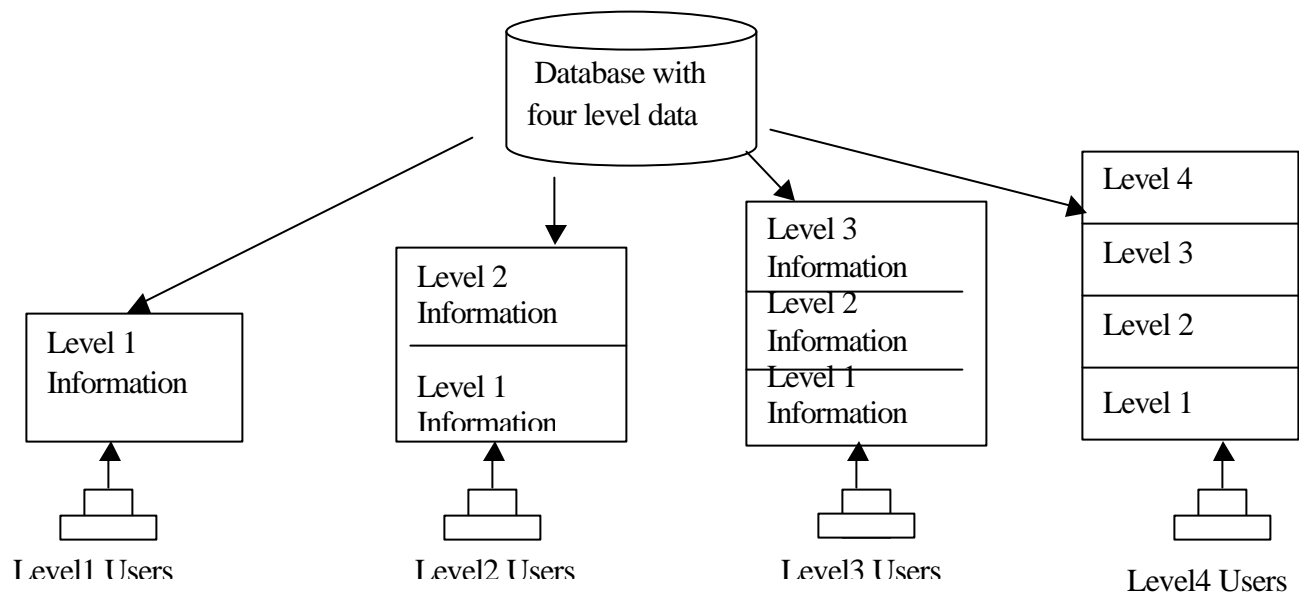 Database with
four level data
Level 1
Information
Level 2
Information
Level 1
Information
Level 3
Information
Level 2
Information
Level 1
Information
Level 4
Level 3
Level 2
Level 1
Level1 Users
Level2 Users
Level3 Users
Level4 Users